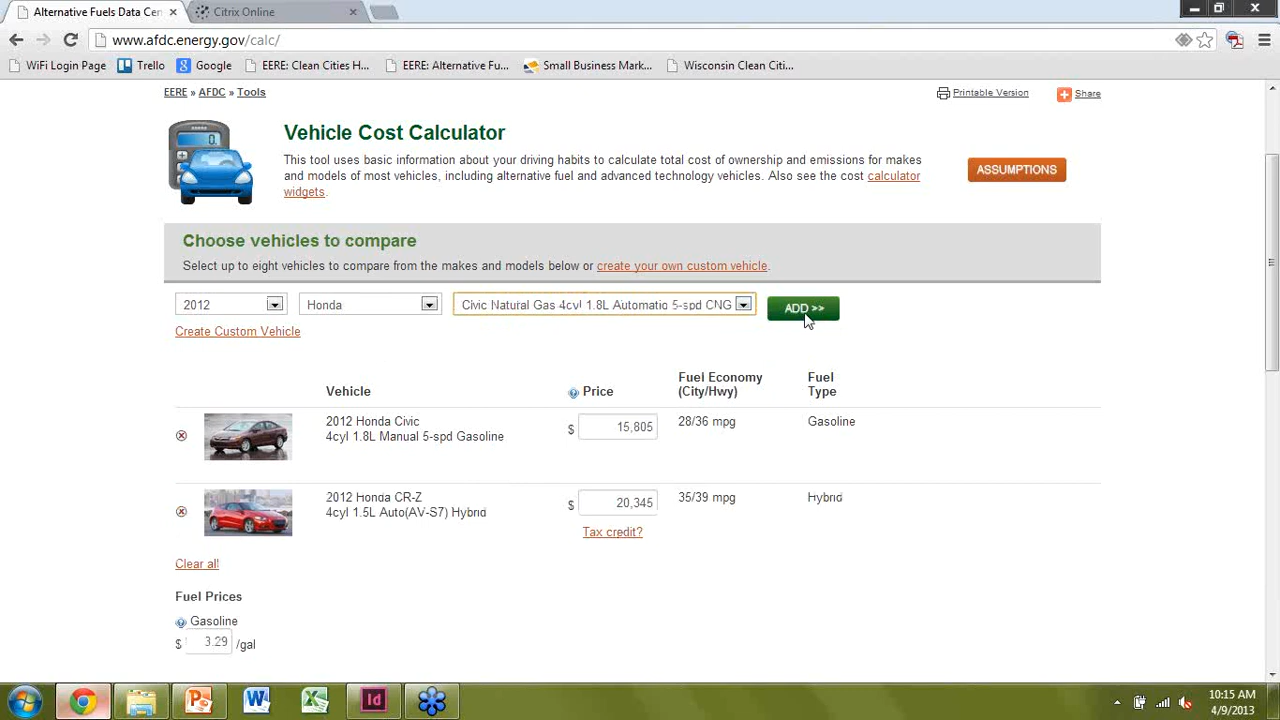 Alternative Fuels Data Cen
Citrix Online
www.afdc.energy.gov/calc/
WiFi Login Page
Trello
Google
EERE: Clean Cities H...
EERE: Alternative Fu...
Small Business Mark...
Wisconsin Clean Citi...
EERE » AFDC » Tools
Printable Version
Share
Vehicle Cost Calculator
This tool uses basic information about your driving habits to calculate total cost of ownership and emissions for makes
and models of most vehicles, including alternative fuel and advanced technology vehicles. Also see the cost calculator
widgets.
ASSUMPTIONS
Choose vehicles to compare
Select up to eight vehicles to compare from the makes and models below or create your own custom vehicle.
2012
Honda
Civic Natural Gas 4cyl 1.8L Automatic 5-spd CNG
ADD >>
Create Custom Vehicle
Vehicle
Price
Fuel Economy
(City/Hwy)
Fuel
Type
2012 Honda Civic
4cyl 1.8L Manual 5-spd Gasoline
$ 15,805
28/36 mpg
Gasoline
2012 Honda CR-Z
4cyl 1.5L Auto(AV-S7) Hybrid
$ 20,345
35/39 mpg
Hybrid
Tax credit?
Clear all
Fuel Prices
Gasoline
$ 3.29 /gal
10:15 AM
4/9/2013